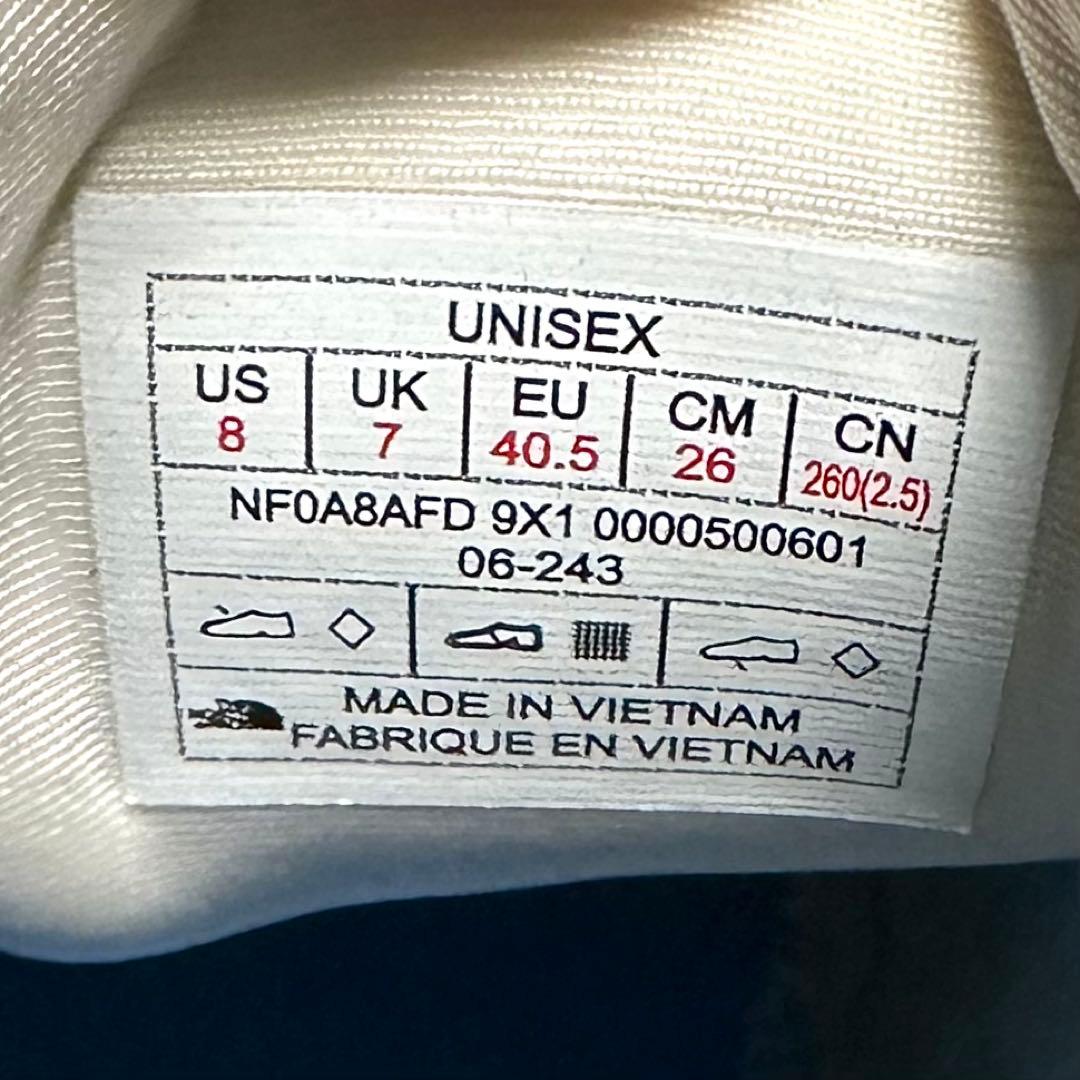 UNISEX
US UK EU CM CN
8 7 40.5 26 260(2.5)
NF0A8AFD 9X1 0000500601
06-243
MADE IN VIETNAM
FABRIQUE EN VIETNAM